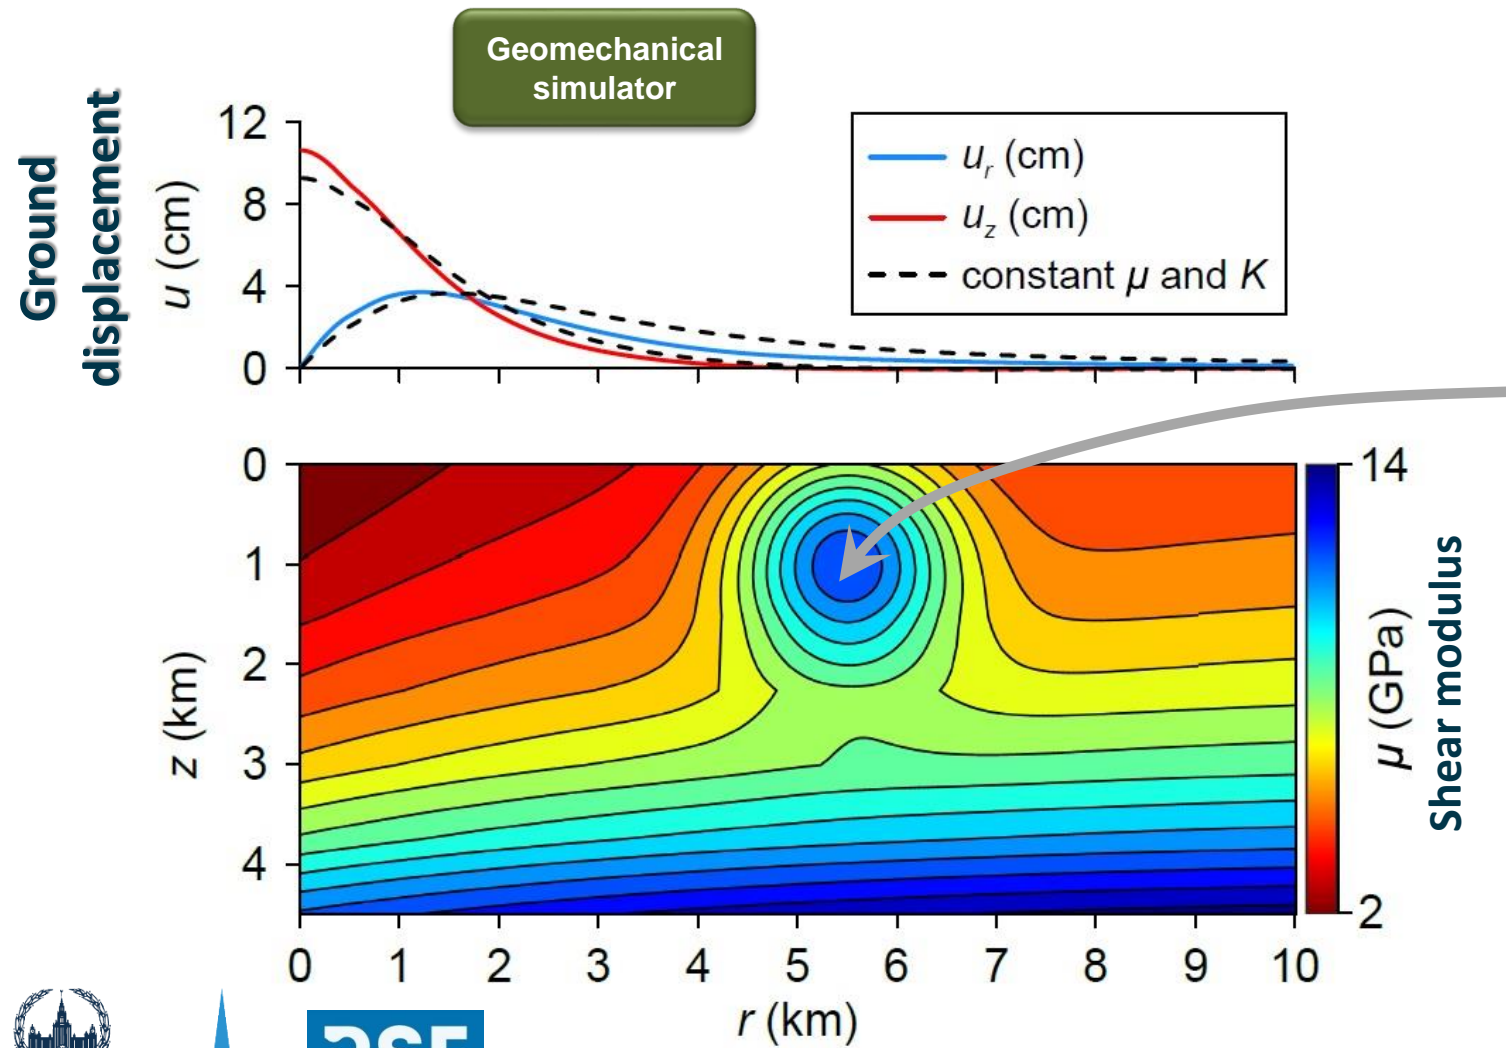 Geomechanical
simulator
Ground
displacement
u (cm)
12
8
4
0
u_r (cm)
u_z (cm)
constant μ and K
z (km)
0
1
2
3
4
0 1 2 3 4 5 6 7 8 9 10
r (km)
14
2
μ (GPa)
Shear modulus